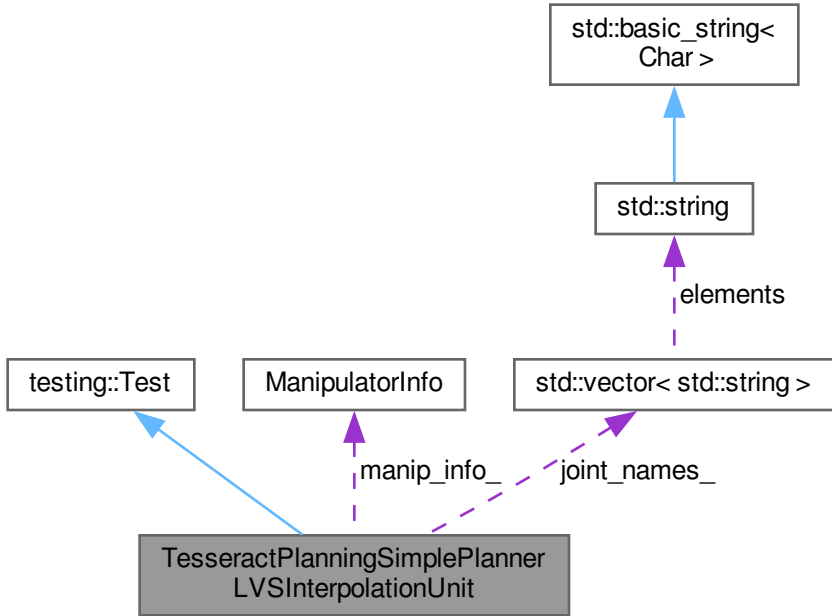 std::basic_string<
Char >
std::string
elements
testing::Test
ManipulatorInfo
std::vector< std::string >
manip_info_
joint_names_
TesseractPlanningSimplePlanner
LVSInterpolationUnit